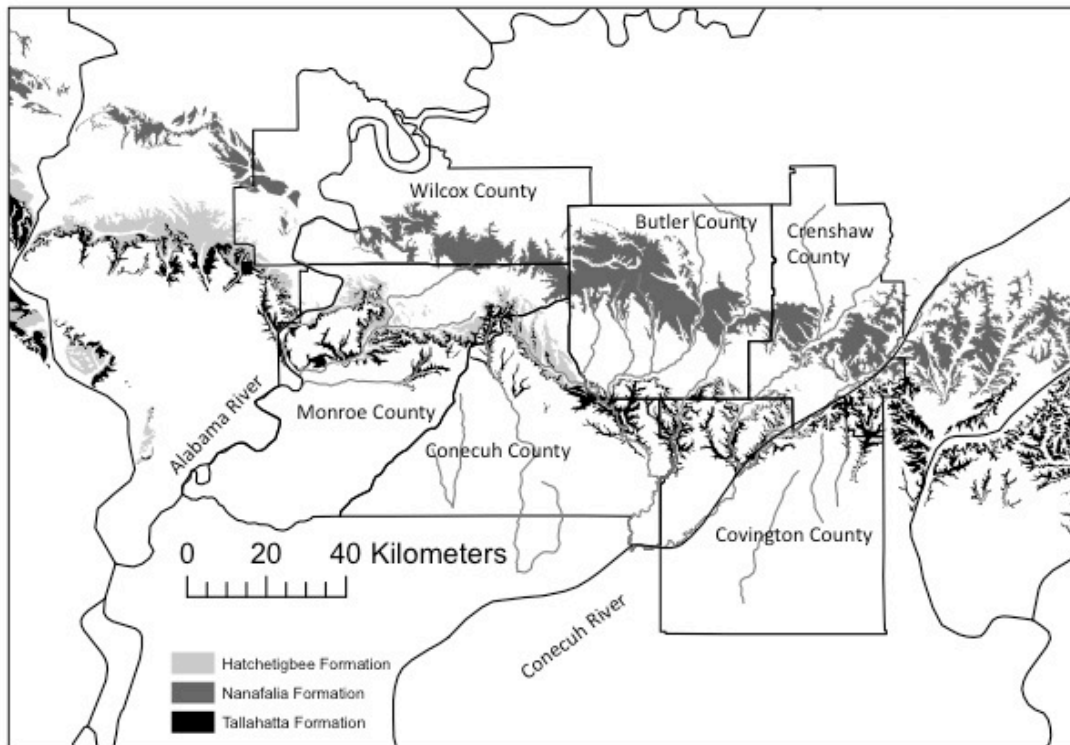 Wilcox County
Butler County
Crenshaw
County
Alabama River
Monroe County
Conecuh County
Covington County
Conecuh River
0 20 40 Kilometers
Hatchetigbee Formation
Nanafalia Formation
Tallahatta Formation